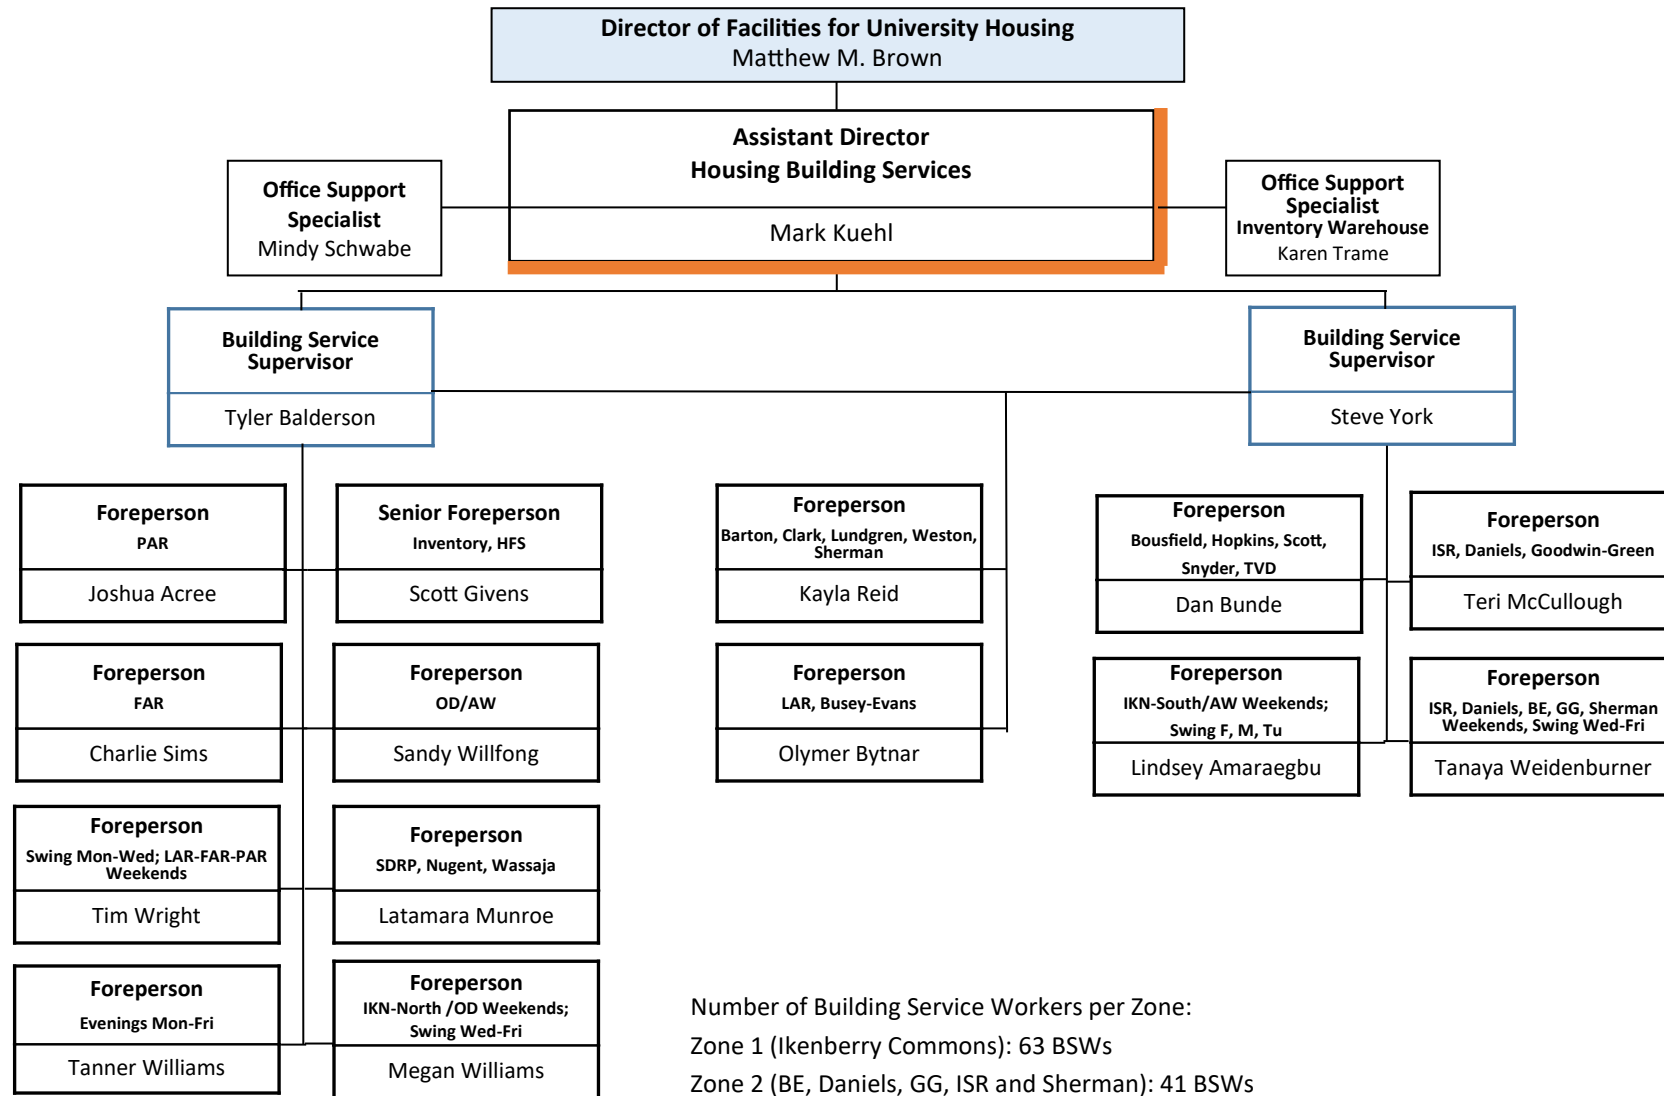 Director of Facilities for University Housing
Matthew M. Brown
Assistant Director
Housing Building Services
Mark Kuehl
Office Support
Specialist
Mindy Schwabe
Office Support
Specialist
Inventory Warehouse
Karen Trame
Building Service
Supervisor
Tyler Balderson
Building Service
Supervisor
Steve York
Foreperson
PAR
Joshua Acree
Senior Foreperson
Inventory, HFS
Scott Givens
Foreperson
Barton, Clark, Lundgren, Weston,
Sherman
Kayla Reid
Foreperson
Bousfield, Hopkins, Scott,
Snyder, TVD
Dan Bunde
Foreperson
ISR, Daniels, Goodwin-Green
Teri McCullough
Foreperson
FAR
Charlie Sims
Foreperson
OD/AW
Sandy Willfong
Foreperson
LAR, Busey-Evans
Olymer Bytnar
Foreperson
IKN-South/AW Weekends;
Swing F, M, Tu
Lindsey Amaraegbu
Foreperson
ISR, Daniels, BE, GG, Sherman
Weekends, Swing Wed-Fri
Tanaya Weidenburner
Foreperson
Swing Mon-Wed; LAR-FAR-PAR
Weekends
Tim Wright
Foreperson
SDRP, Nugent, Wassaja
Latamara Munroe
Foreperson
Evenings Mon-Fri
Tanner Williams
Foreperson
IKN-North /OD Weekends;
Swing Wed-Fri
Megan Williams
Number of Building Service Workers per Zone:
Zone 1 (Ikenberry Commons): 63 BSWs
Zone 2 (BE, Daniels, GG, ISR and Sherman): 41 BSWs